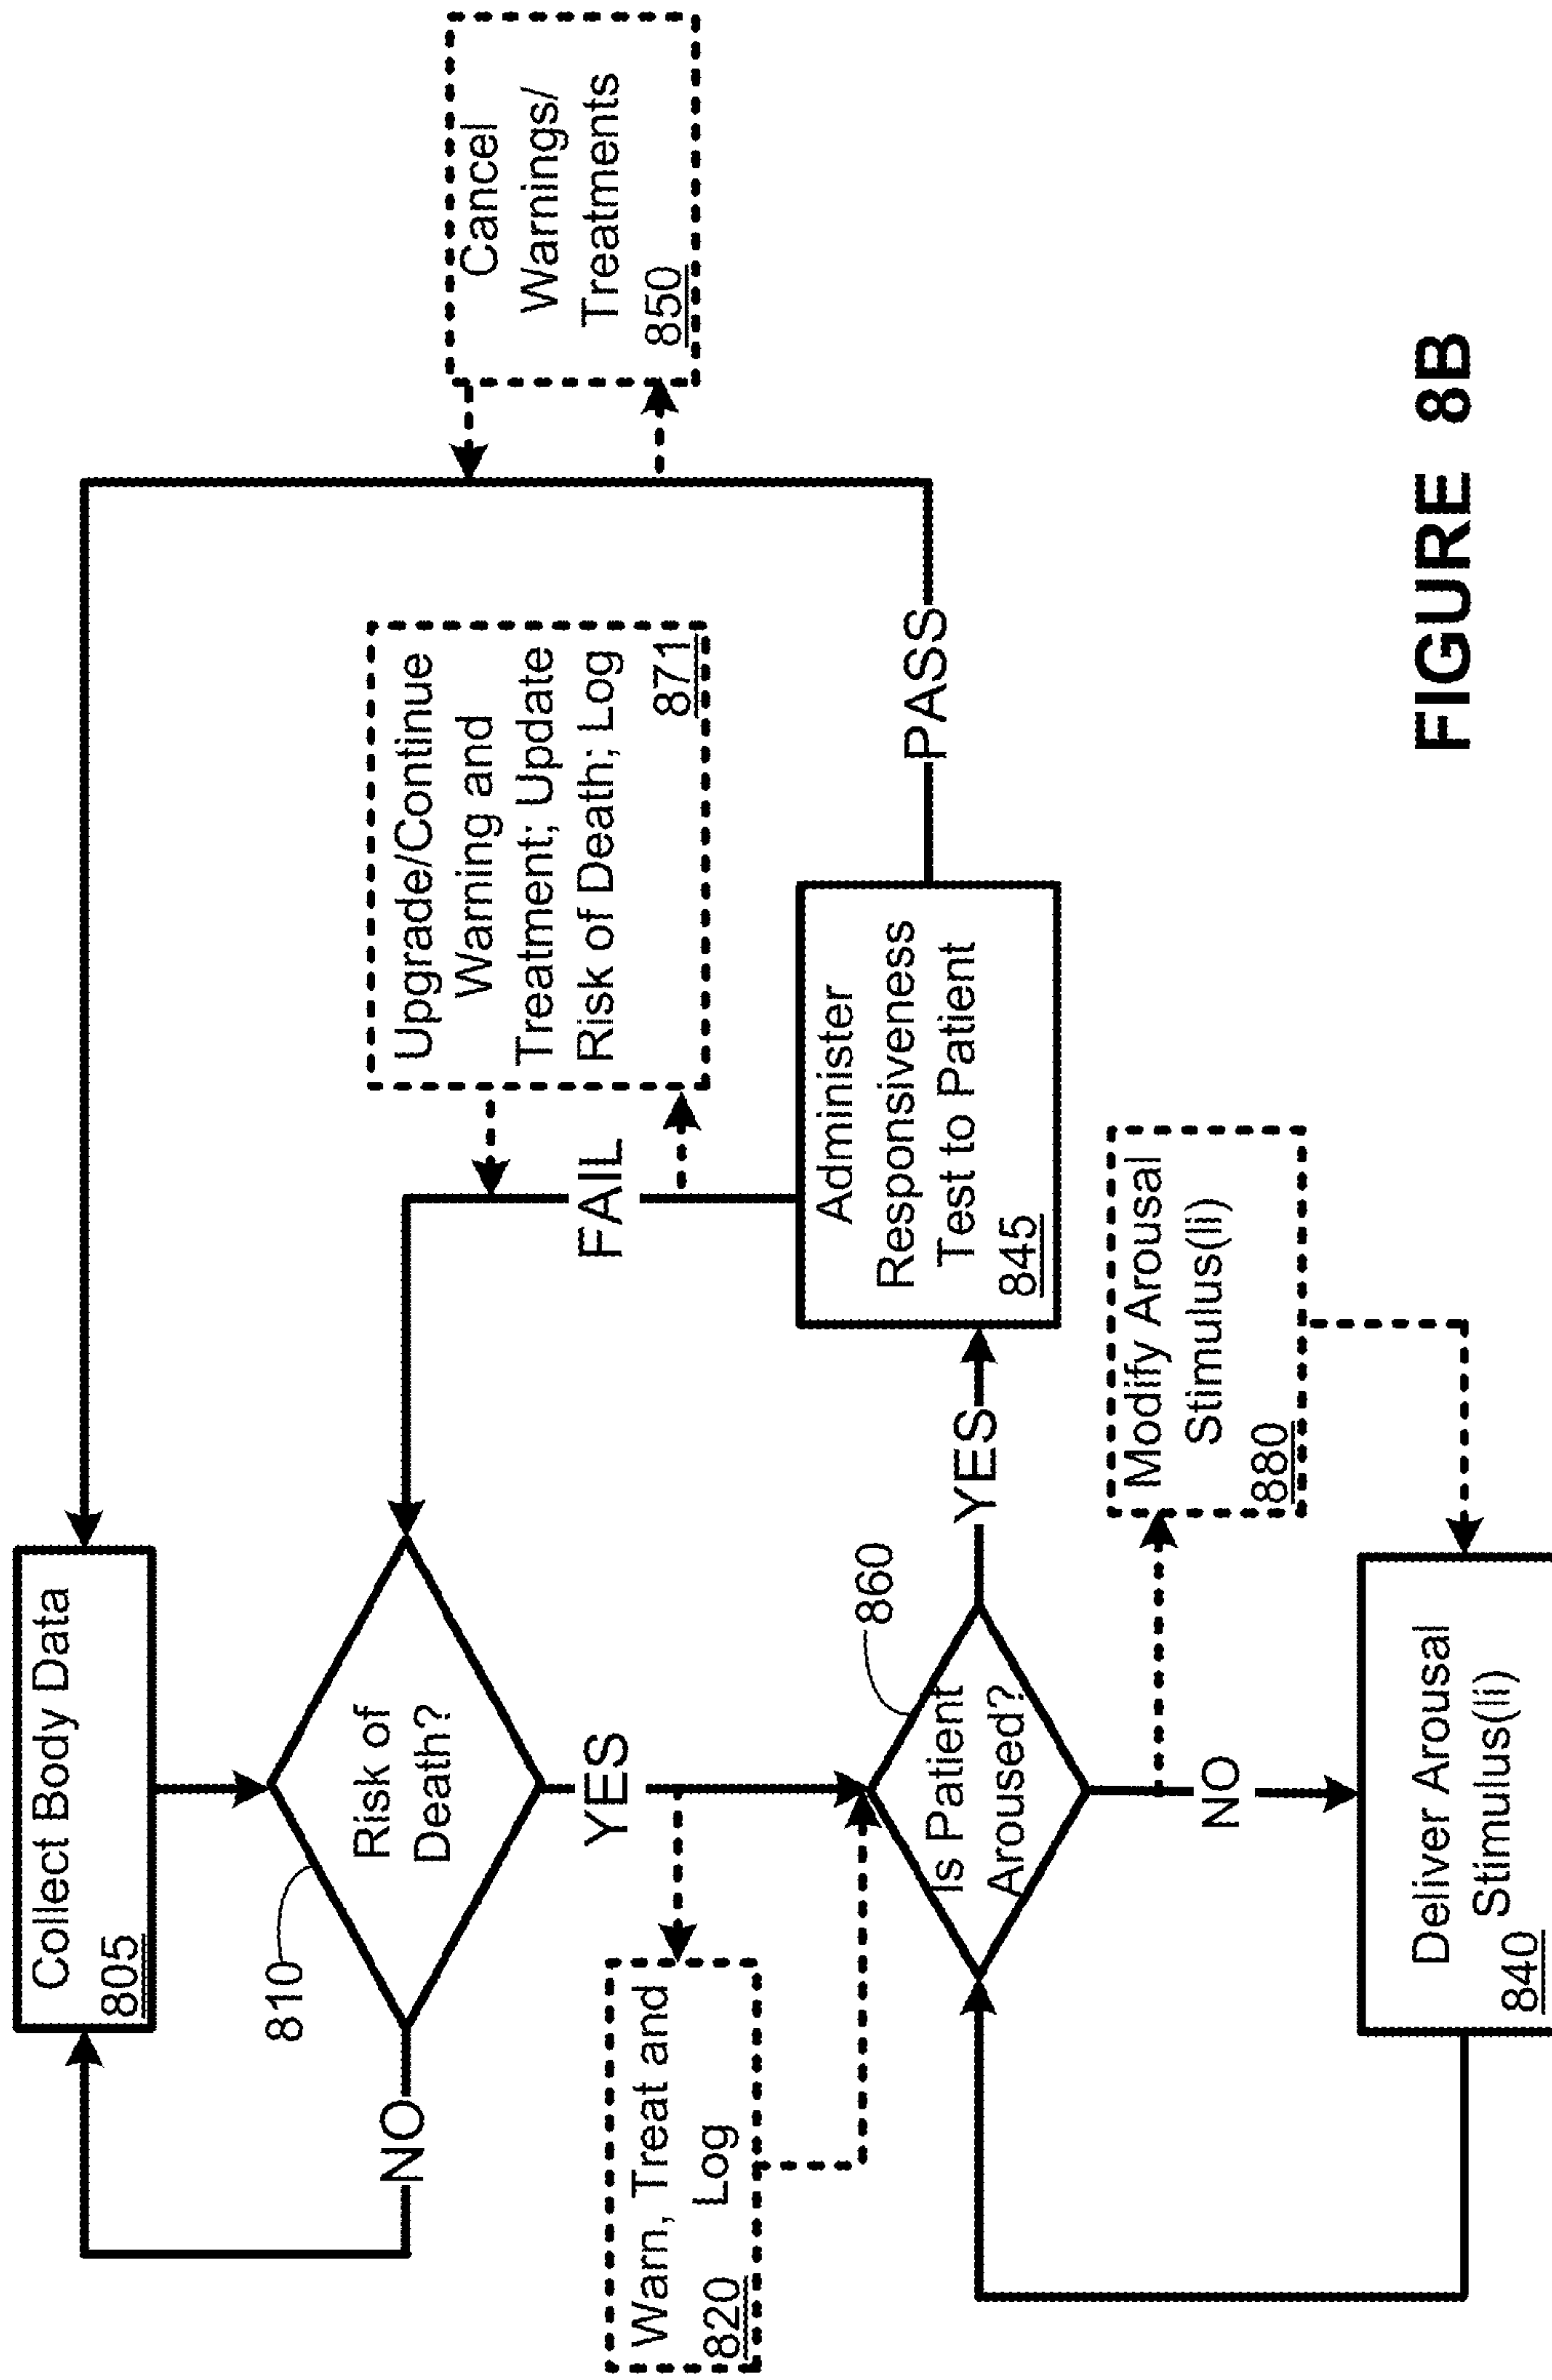 Collect Body Data
805
810
Risk of
Death?
NO
YES
Warn, Treat and
820 Log
860
Is Patient
Aroused?
YES
NO
Modify Arousal
Stimulus(li)
880
Deliver Arousal
Stimulus(li)
840
Administer
Responsiveness
Test to Patient
845
FAIL
Upgrade/Continue
Warning and
Treatment; Update
Risk of Death; Log
871
PASS
Cancel
Warnings/
Treatments
850
FIGURE 8B